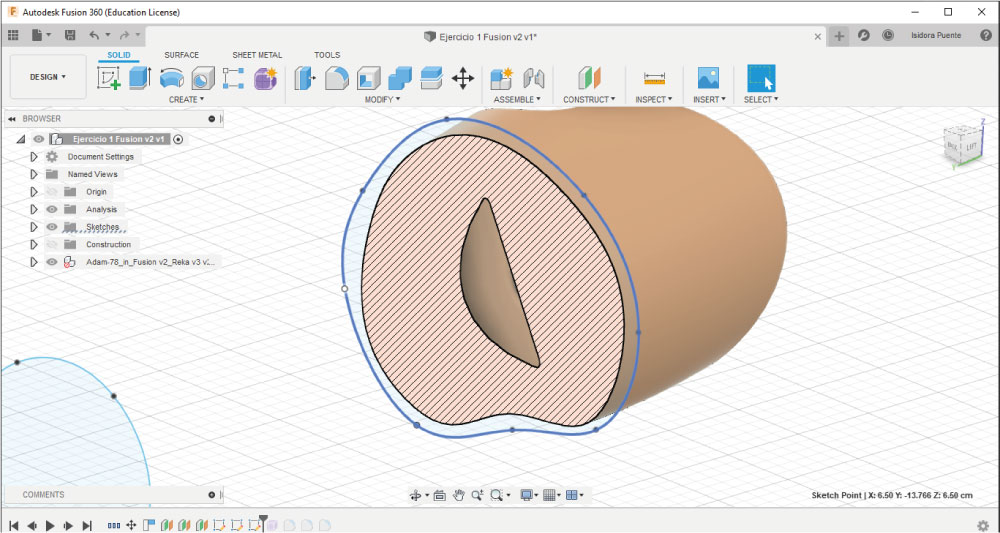 Autodesk Fusion 360 (Education License)
Ejercicio 1 Fusion v2 v1*
Isidora Puente
SOLID SURFACE SHEET METAL TOOLS
DESIGN
CREATE MODIFY ASSEMBLE CONSTRUCT INSPECT INSERT SELECT
BROWSER
Ejercicio 1 Fusion v2 v1
Document Settings
Named Views
Origin
Analysis
Sketches
Construction
Adam-78_in_Fusion v2_Reka v3 v2...
Z
LEFT
Y
COMMENTS
Sketch Point | X: 6.50 Y: -13.766 Z: 6.50 cm